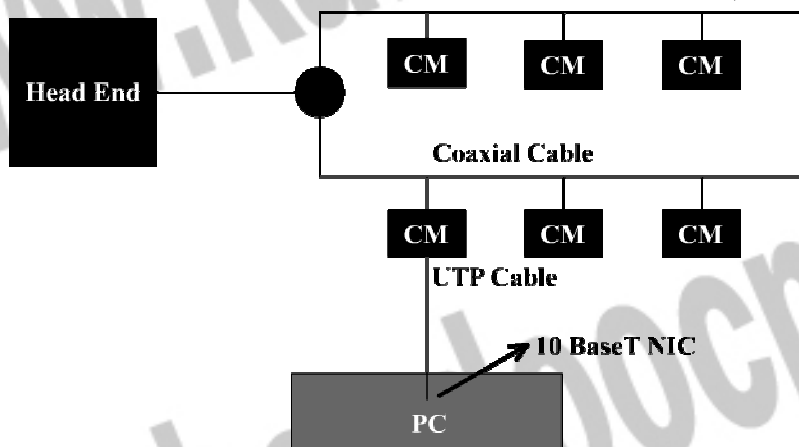 CM CM CM
Head End
Coaxial Cable
CM CM CM
UTP Cable
10 BaseT NIC
PC